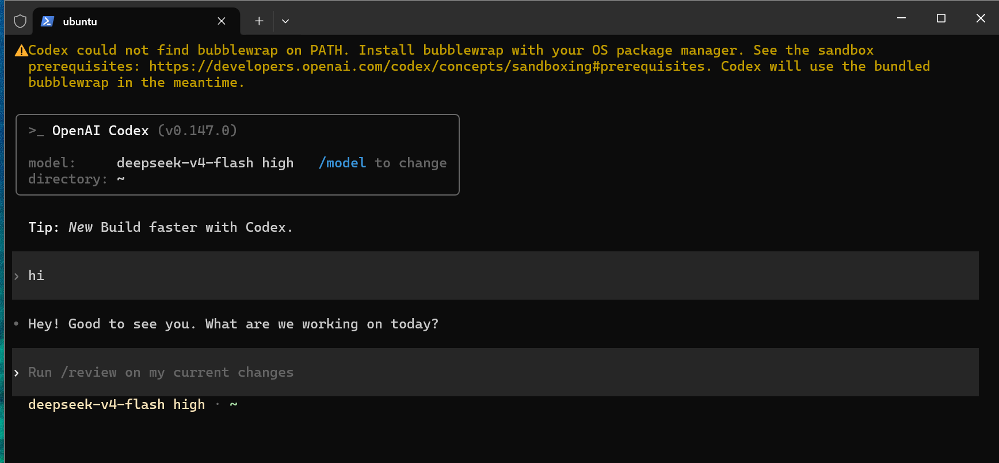 ubuntu
⚠Codex could not find bubblewrap on PATH. Install bubblewrap with your OS package manager. See the sandbox
prerequisites: https://developers.openai.com/codex/concepts/sandboxing#prerequisites. Codex will use the bundled
bubblewrap in the meantime.
>_ OpenAI Codex (v0.147.0)
model: deepseek-v4-flash high /model to change
directory: ~
Tip: New Build faster with Codex.
› hi
• Hey! Good to see you. What are we working on today?
› Run /review on my current changes
deepseek-v4-flash high · ~